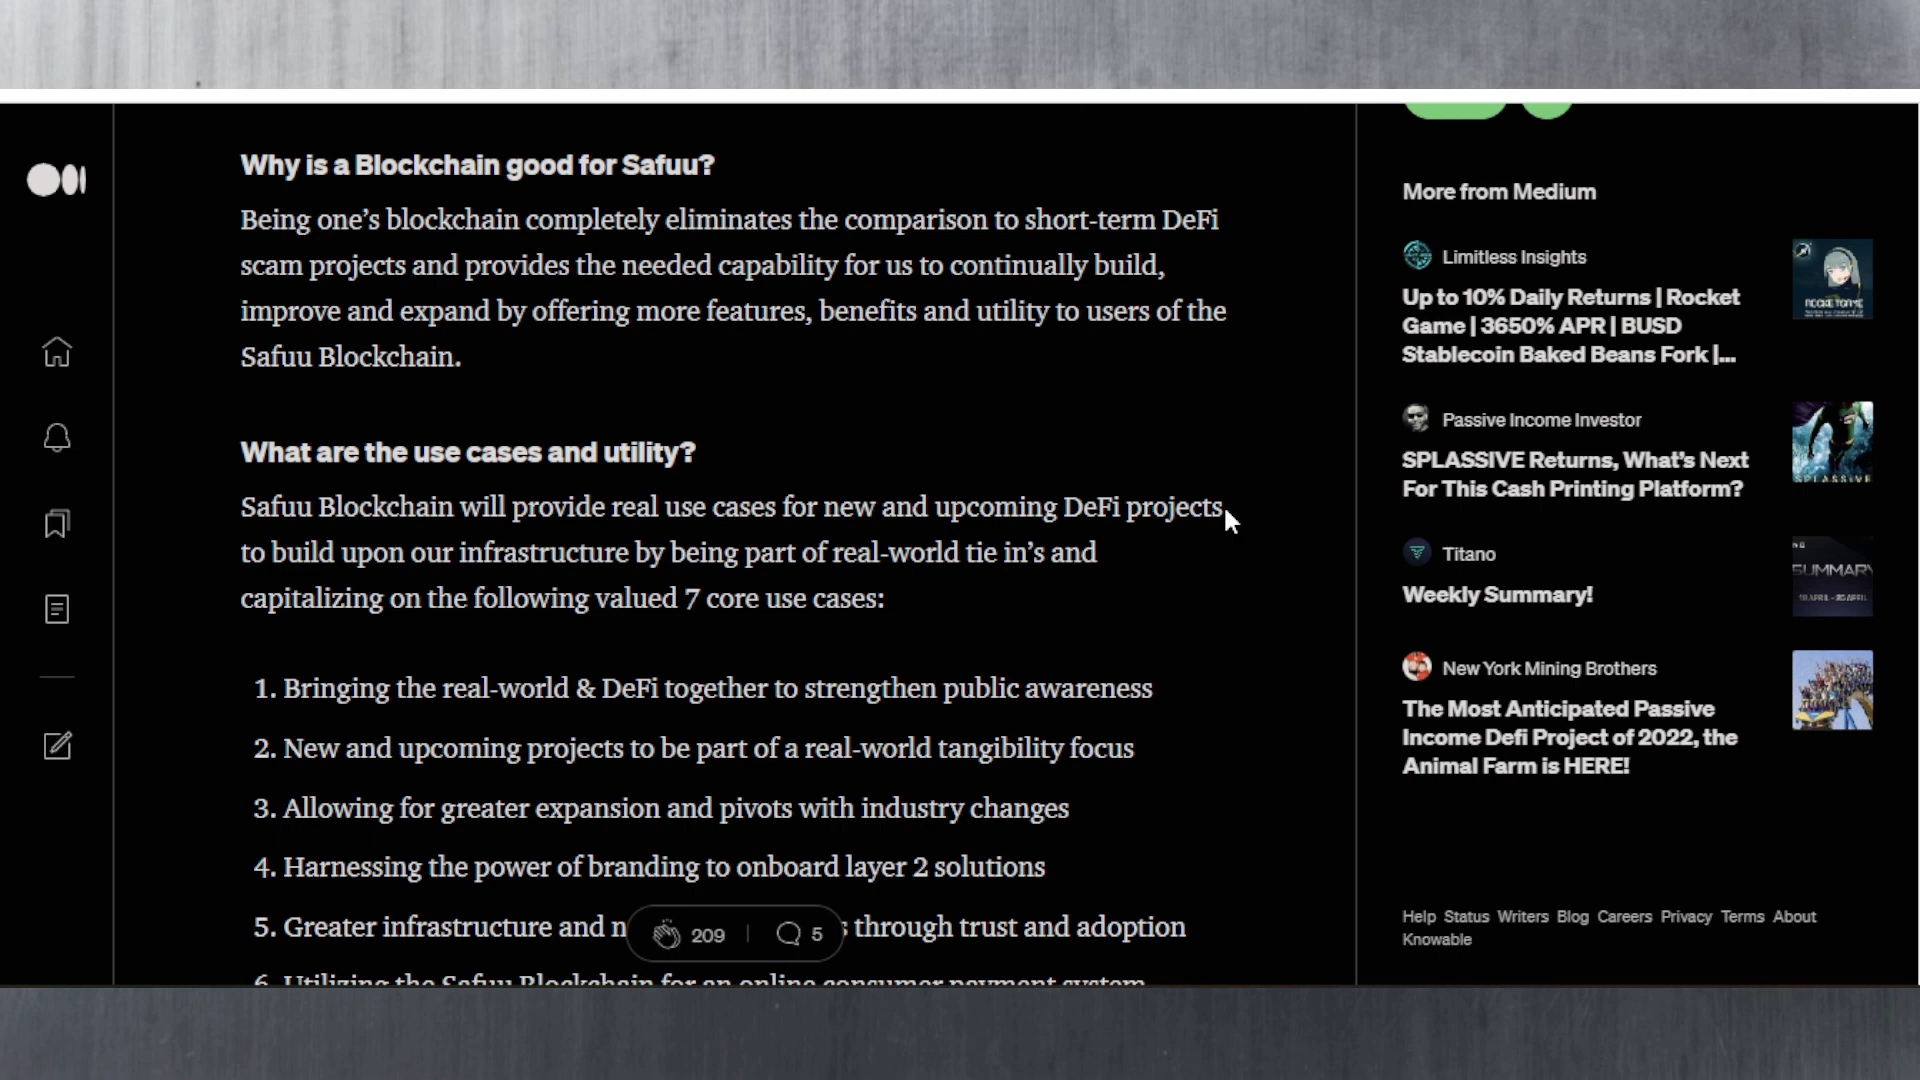 Why is a Blockchain good for Safuu?
Being one’s blockchain completely eliminates the comparison to short-term DeFi
scam projects and provides the needed capability for us to continually build,
improve and expand by offering more features, benefits and utility to users of the
Safuu Blockchain.
What are the use cases and utility?
Safuu Blockchain will provide real use cases for new and upcoming DeFi projects
to build upon our infrastructure by being part of real-world tie in’s and
capitalizing on the following valued 7 core use cases:
1. Bringing the real-world & DeFi together to strengthen public awareness
2. New and upcoming projects to be part of a real-world tangibility focus
3. Allowing for greater expansion and pivots with industry changes
4. Harnessing the power of branding to onboard layer 2 solutions
5. Greater infrastructure and through trust and adoption
6. Utilizing the Safuu Blockchain for an online consumer payment system
209
5
More from Medium
Limitless Insights
Up to 10% Daily Returns | Rocket
Game | 3650% APR | BUSD
Stablecoin Baked Beans Fork |...
ROCKET GAME
Passive Income Investor
SPLASSIVE Returns, What’s Next
For This Cash Printing Platform?
SPLASSIVE
Titano
Weekly Summary!
SUMMARY
New York Mining Brothers
The Most Anticipated Passive
Income Defi Project of 2022, the
Animal Farm is HERE!
Help Status Writers Blog Careers Privacy Terms About
Knowable